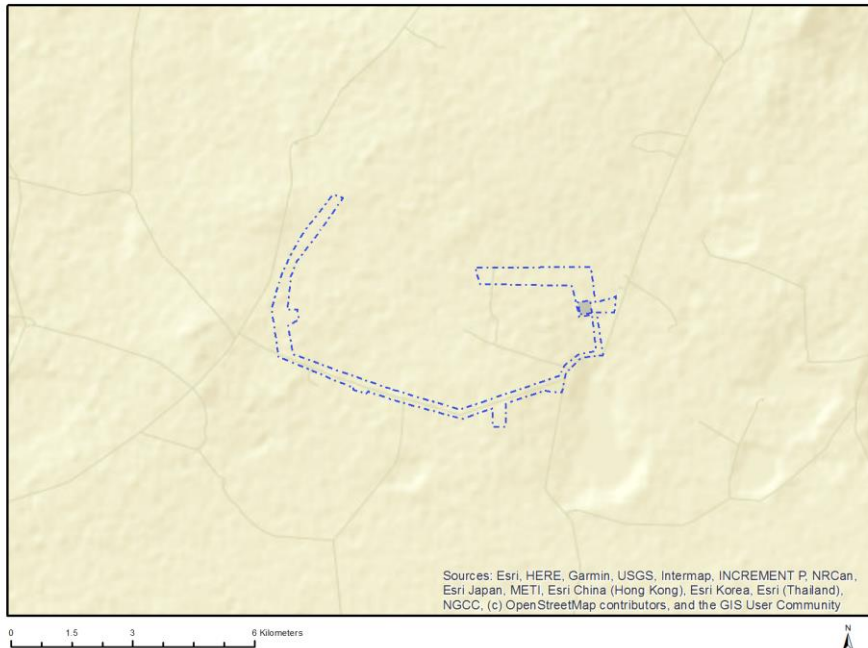 Sources: Esri, HERE, Garmin, USGS, Intermap, INCREMENT P, NRCan,
Esri Japan, METI, Esri China (Hong Kong), Esri Korea, Esri (Thailand),
NGCC, (c) OpenStreetMap contributors, and the GIS User Community
0 1.5 3 6 Kilometers
N